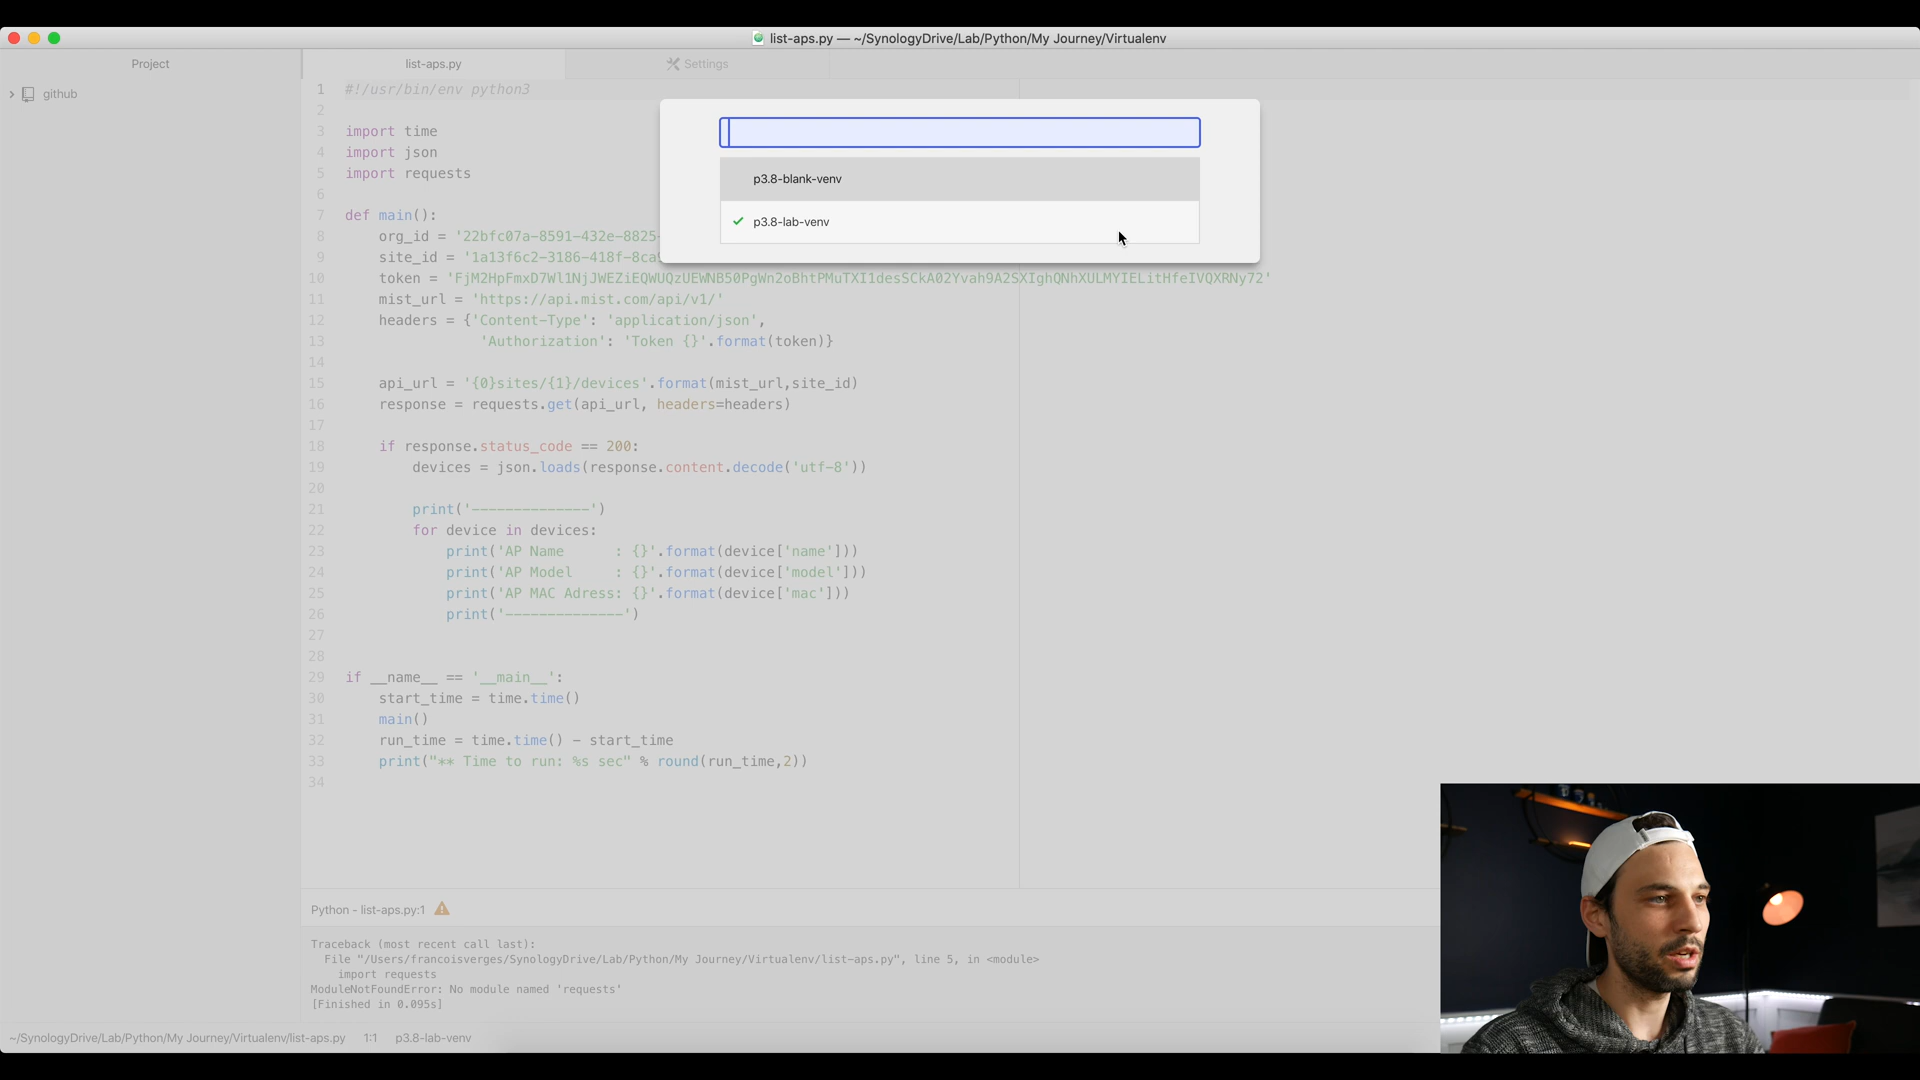 list-aps.py — ~/SynologyDrive/Lab/Python/My Journey/Virtualenv
Project
list-aps.py
Settings
github
p3.8-blank-venv
p3.8-lab-venv
1 #!/usr/bin/env python3
2
3 import time
4 import json
5 import requests
6
7 def main():
8 org_id = '22bfc07a-8591-432e-8825-
9 site_id = '1a13f6c2-3186-418f-8ca
10 token = 'FjM2HpFmxD7Wl1NjJWEZiEQWUQzUEWNB50PgWn2oBhtPMuTXI1desSCkA02Yvah9A2SXIghQNhXULMYIELitHfeIVQXRNy72'
11 mist_url = 'https://api.mist.com/api/v1/'
12 headers = {'Content-Type': 'application/json',
13 'Authorization': 'Token {}'.format(token)}
14
15 api_url = '{0}sites/{1}/devices'.format(mist_url,site_id)
16 response = requests.get(api_url, headers=headers)
17
18 if response.status_code == 200:
19 devices = json.loads(response.content.decode('utf-8'))
20
21 print('--------------')
22 for device in devices:
23 print('AP Name      : {}'.format(device['name']))
24 print('AP Model     : {}'.format(device['model']))
25 print('AP MAC Adress: {}'.format(device['mac']))
26 print('--------------')
27
28
29 if __name__ == '__main__':
30 start_time = time.time()
31 main()
32 run_time = time.time() - start_time
33 print("** Time to run: %s sec" % round(run_time,2))
34
Python - list-aps.py:1
Traceback (most recent call last):
File "/Users/francoisverges/SynologyDrive/Lab/Python/My Journey/Virtualenv/list-aps.py", line 5, in <module>
import requests
ModuleNotFoundError: No module named 'requests'
[Finished in 0.095s]
~/SynologyDrive/Lab/Python/My Journey/Virtualenv/list-aps.py 1:1 p3.8-lab-venv